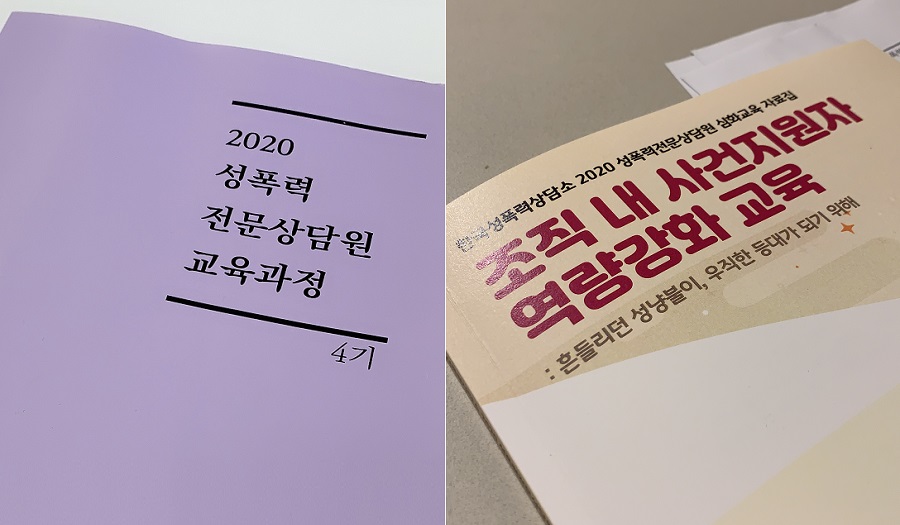 2020
성폭력
전문상담원
교육과정
4기
한국성폭력상담소 2020 성폭력전문상담원 심화교육 자료집
조직 내 사건지원자
역량강화 교육
: 흔들리던 성냥불이, 우직한 등대가 되기 위해